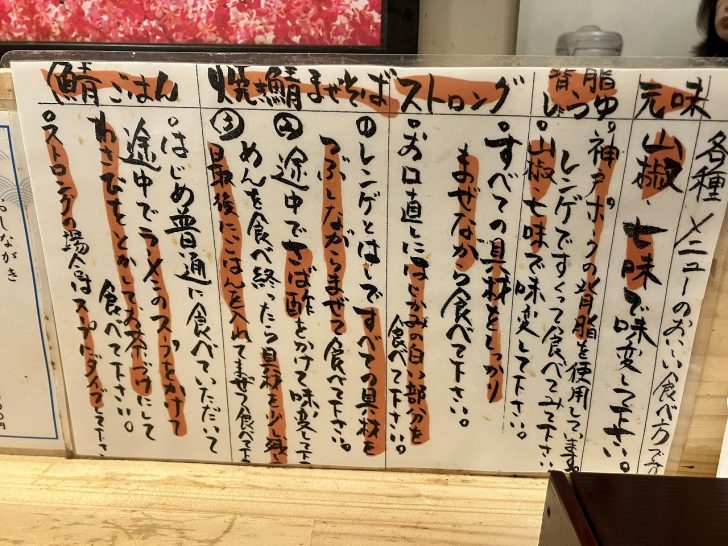 各種メニューのおいしい食べ方です
元味
山椒 七味で味変して下さい
背脂しょうゆ
神戸ポークの背脂を使用しています。
レンゲですくって食べてみて下さい
山椒・七味で味変して下さい。
ストロング
すべての具材をしっかり
まぜながら食べて下さい。
お口直しにはじかみの白い部分を
食べて下さい。
焼き鯖まぜそば
①レンゲとはしですべての具材を
つぶしながらまぜて食べて下さい。
②途中でさば酢をかけて味変して下
③めんを食べ終ったら具材を少し残
最後にごはんを入れてまぜて食べて下
鯖ごはん
はじめ普通に食べていただいて
途中でラーメンのスープをかけて
わさびをとかしてお茶づけにして
食べて下さい。
ストロングの場合はスープにダイブして下さい
ながき